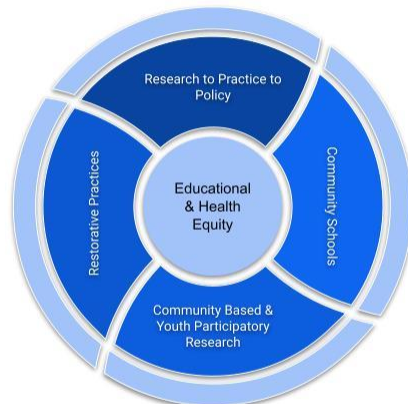 Research to Practice to
Policy
Restorative Practices
Educational
& Health
Equity
Community Schools
Community Based &
Youth Participatory
Research